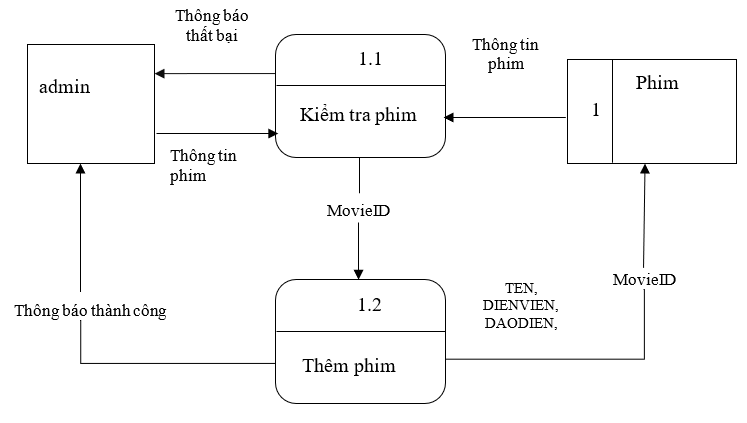 Thông báo
thất bại
1.1
Thông tin
phim
admin
Phim
1
Kiểm tra phim
Thông tin
phim
MovieID
MovieID
TEN,
DIENVIEN,
DAODIEN,
1.2
Thông báo thành công
Thêm phim